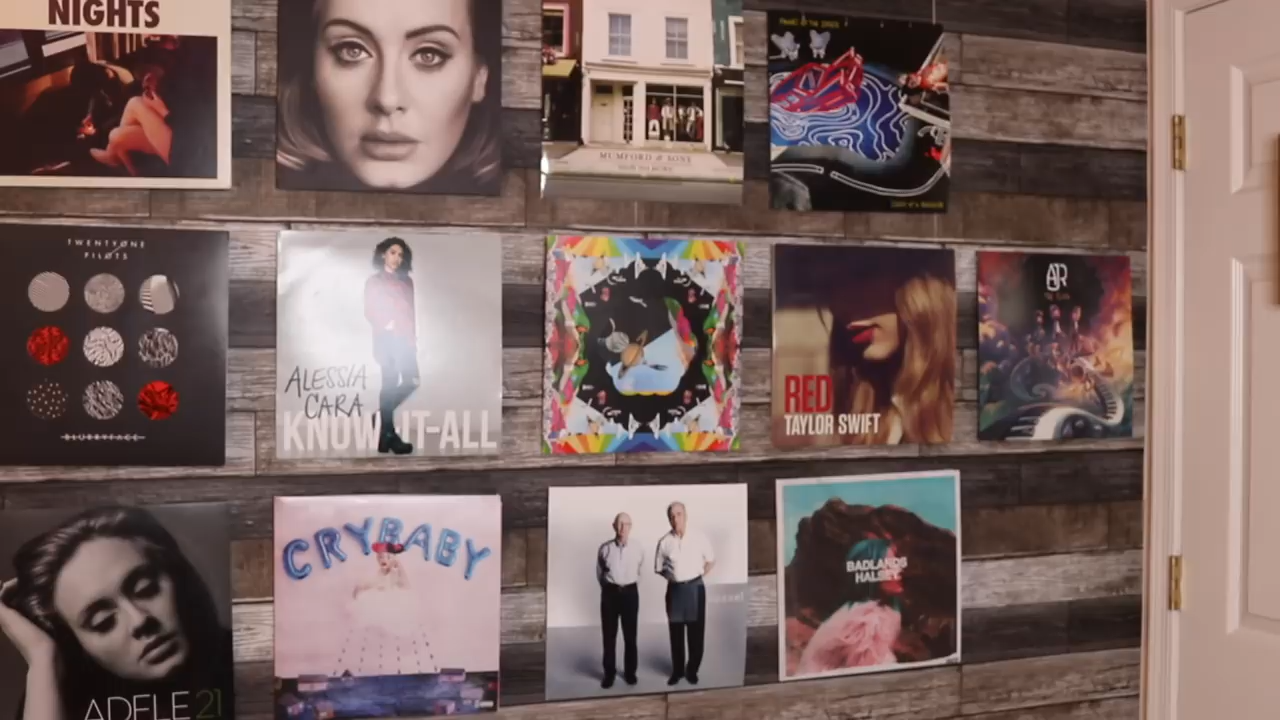 NIGHTS
MUMFORD & SONS
TWENTY ONE
PILOTS
BLURRYFACE
ALESSIA
CARA
KNOW-IT-ALL
RED
TAYLOR SWIFT
AJR
ADELE 21
CRYBABY
BADLANDS
HALSEY